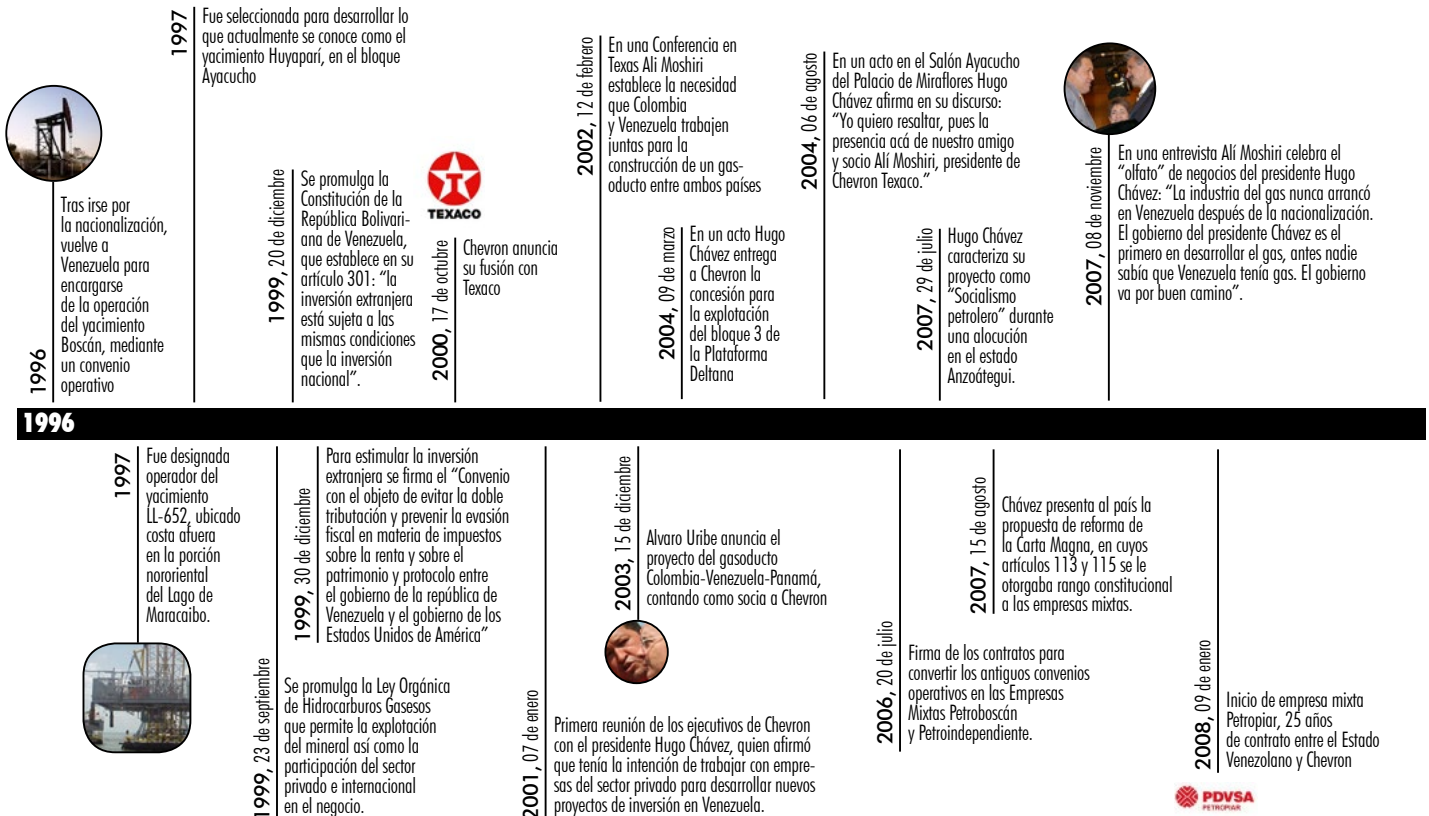 1997
Fue seleccionada para desarrollar lo
que actualmente se conoce como el
yacimiento Huyaparí, en el bloque
Ayacucho
1996
Tras irse por
la nacionalización,
vuelve a
Venezuela para
encargarse
de la operación
del yacimiento
Boscán, mediante
un convenio
operativo
1999, 20 de diciembre
Se promulga la
Constitución de la
República Bolivari-
ana de Venezuela,
que establece en su
artículo 301: “la
inversión extranjera
está sujeta a las
mismas condiciones
que la inversión
nacional”.
T
TEXACO
2000, 17 de octubre
Chevron anuncia
su fusión con
Texaco
2002, 12 de febrero
En una Conferencia en
Texas Ali Moshiri
establece la necesidad
que Colombia
y Venezuela trabajen
juntas para la
construcción de un gas-
oducto entre ambos países
2004, 09 de marzo
En un acto Hugo
Chávez entrega
a Chevron la
concesión para
la explotación
del bloque 3 de
la Plataforma
Deltana
2004, 06 de agosto
En un acto en el Salón Ayacucho
del Palacio de Miraflores Hugo
Chávez afirma en su discurso:
“Yo quiero resaltar, pues la
presencia acá de nuestro amigo
y socio Alí Moshiri, presidente de
Chevron Texaco.”
2007, 29 de julio
Hugo Chávez
caracteriza su
proyecto como
“Socialismo
petrolero” durante
una alocución
en el estado
Anzoátegui.
2007, 08 de noviembre
En una entrevista Alí Moshiri celebra el
“olfato” de negocios del presidente Hugo
Chávez: “La industria del gas nunca arrancó
en Venezuela después de la nacionalización.
El gobierno del presidente Chávez es el
primero en desarrollar el gas, antes nadie
sabía que Venezuela tenía gas. El gobierno
va por buen camino”.
1996
1997
Fue designada
operador del
yacimiento
LL-652, ubicado
costa afuera
en la porción
nororiental
del Lago de
Maracaibo.
1999, 23 de septiembre
Se promulga la Ley Orgánica
de Hidrocarburos Gasesos
que permite la explotación
del mineral así como la
participación del sector
privado e internacional
en el negocio.
1999, 30 de diciembre
Para estimular la inversión
extranjera se firma el “Convenio
con el objeto de evitar la doble
tributación y prevenir la evasión
fiscal en materia de impuestos
sobre la renta y sobre el
patrimonio y protocolo entre
el gobierno de la república de
Venezuela y el gobierno de los
Estados Unidos de América”
2001, 07 de enero
Primera reunión de los ejecutivos de Chevron
con el presidente Hugo Chávez, quien afirmó
que tenía la intención de trabajar con empre-
sas del sector privado para desarrollar nuevos
proyectos de inversión en Venezuela.
2003, 15 de diciembre
Alvaro Uribe anuncia el
proyecto del gasoducto
Colombia-Venezuela-Panamá,
contando como socia a Chevron
2006, 20 de julio
Firma de los contratos para
convertir los antiguos convenios
operativos en las Empresas
Mixtas Petroboscán
y Petroindependiente.
2007, 15 de agosto
Chávez presenta al país la
propuesta de reforma de
la Carta Magna, en cuyos
artículos 113 y 115 se le
otorgaba rango constitucional
a las empresas mixtas.
2008, 09 de enero
Inicio de empresa mixta
Petropiar, 25 años
de contrato entre el Estado
Venezolano y Chevron
PDVSA
PETROPIAR